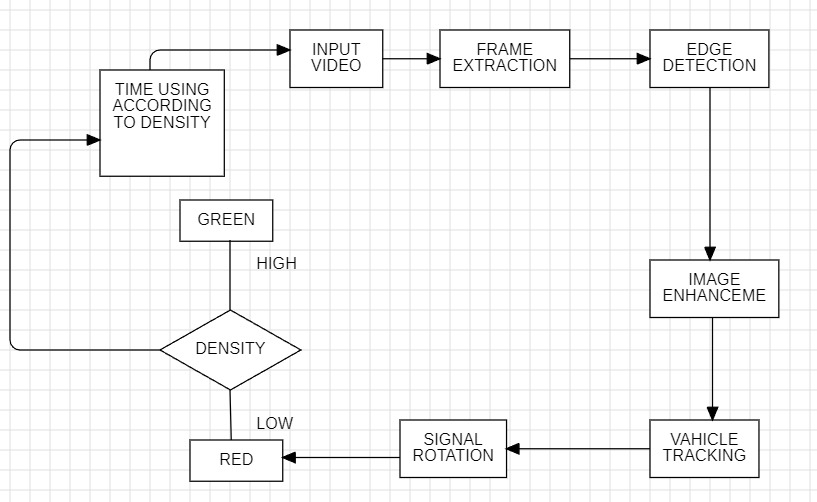 INPUT
VIDEO
FRAME
EXTRACTION
EDGE
DETECTION
TIME USING
ACCORDING
TO DENSITY
GREEN
HIGH
IMAGE
ENHANCEME
DENSITY
LOW
RED
SIGNAL
ROTATION
VAHICLE
TRACKING